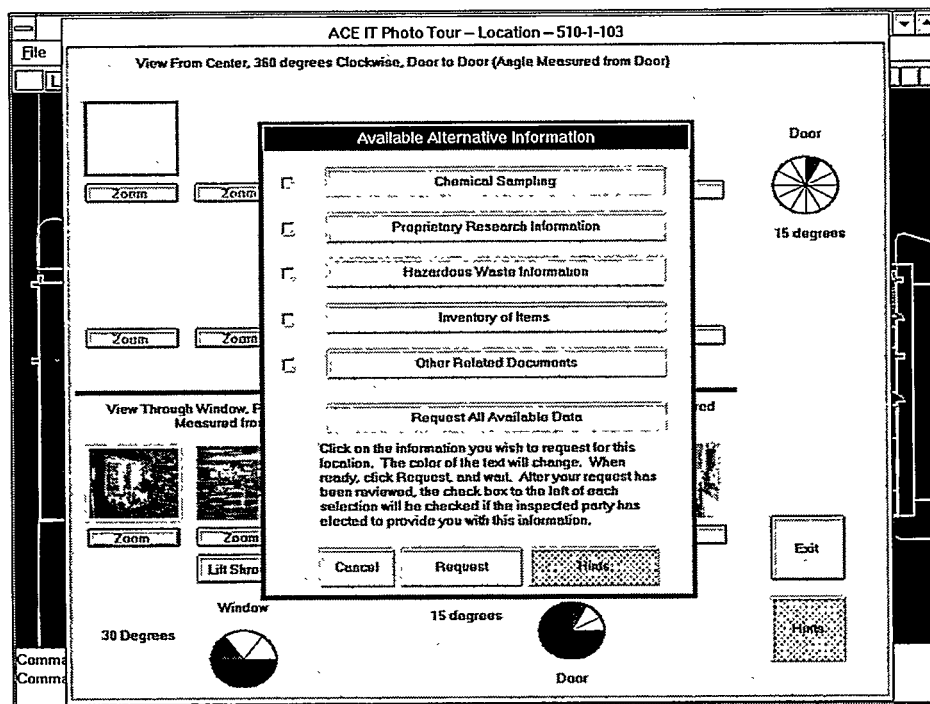 ACE IT Photo Tour – Location – 510-1-103
File
View From Center, 360 degrees Clockwise, Door to Door (Angle Measured from Door)
Available Alternative Information
Door
Chemical Sampling
Zoom
Zoom
Proprietary Research Information
15 degrees
Hazardous Waste Information
Inventory of Items
Zoom
Zoom
Other Related Documents
View Through Window,
Measured
Request All Available Data
Click on the information you wish to request for this
location. The color of the text will change. When
ready, click Request, and wait. After your request has
been reviewed, the check box to the left of each
selection will be checked if the inspected party has
elected to provide you with this information.
Zoom
Zoom
Lift
Cancel
Request
Hints
Exit
Window
15 degrees
30 Degrees
Hints
Door
Comma
Comma